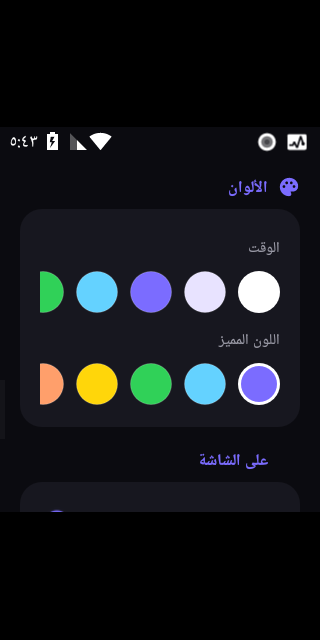 ٥:٤٣
الألوان
الوقت
اللون المميز
على الشاشة